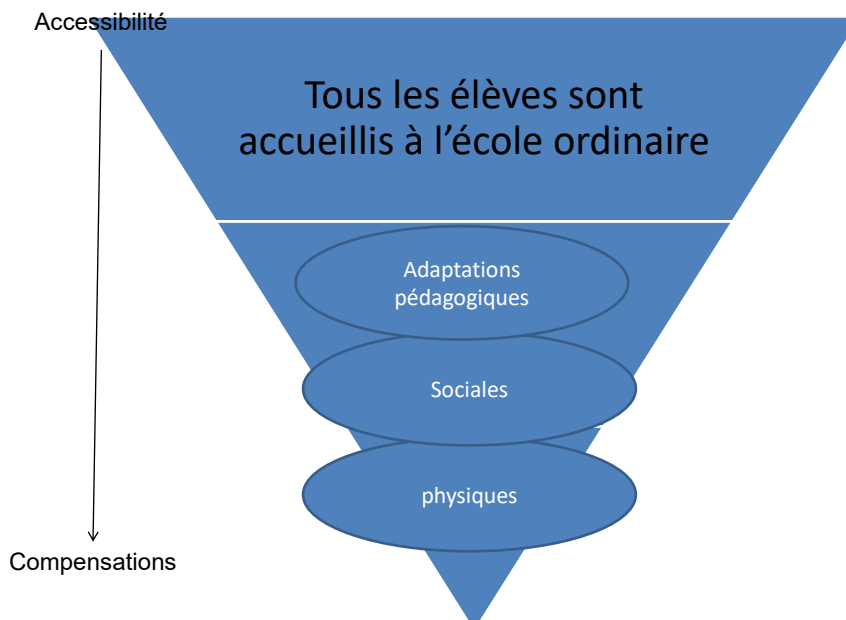 Accessibilité
Tous les élèves sont
accueillis à l’école ordinaire
Adaptations
pédagogiques
Sociales
physiques
Compensations